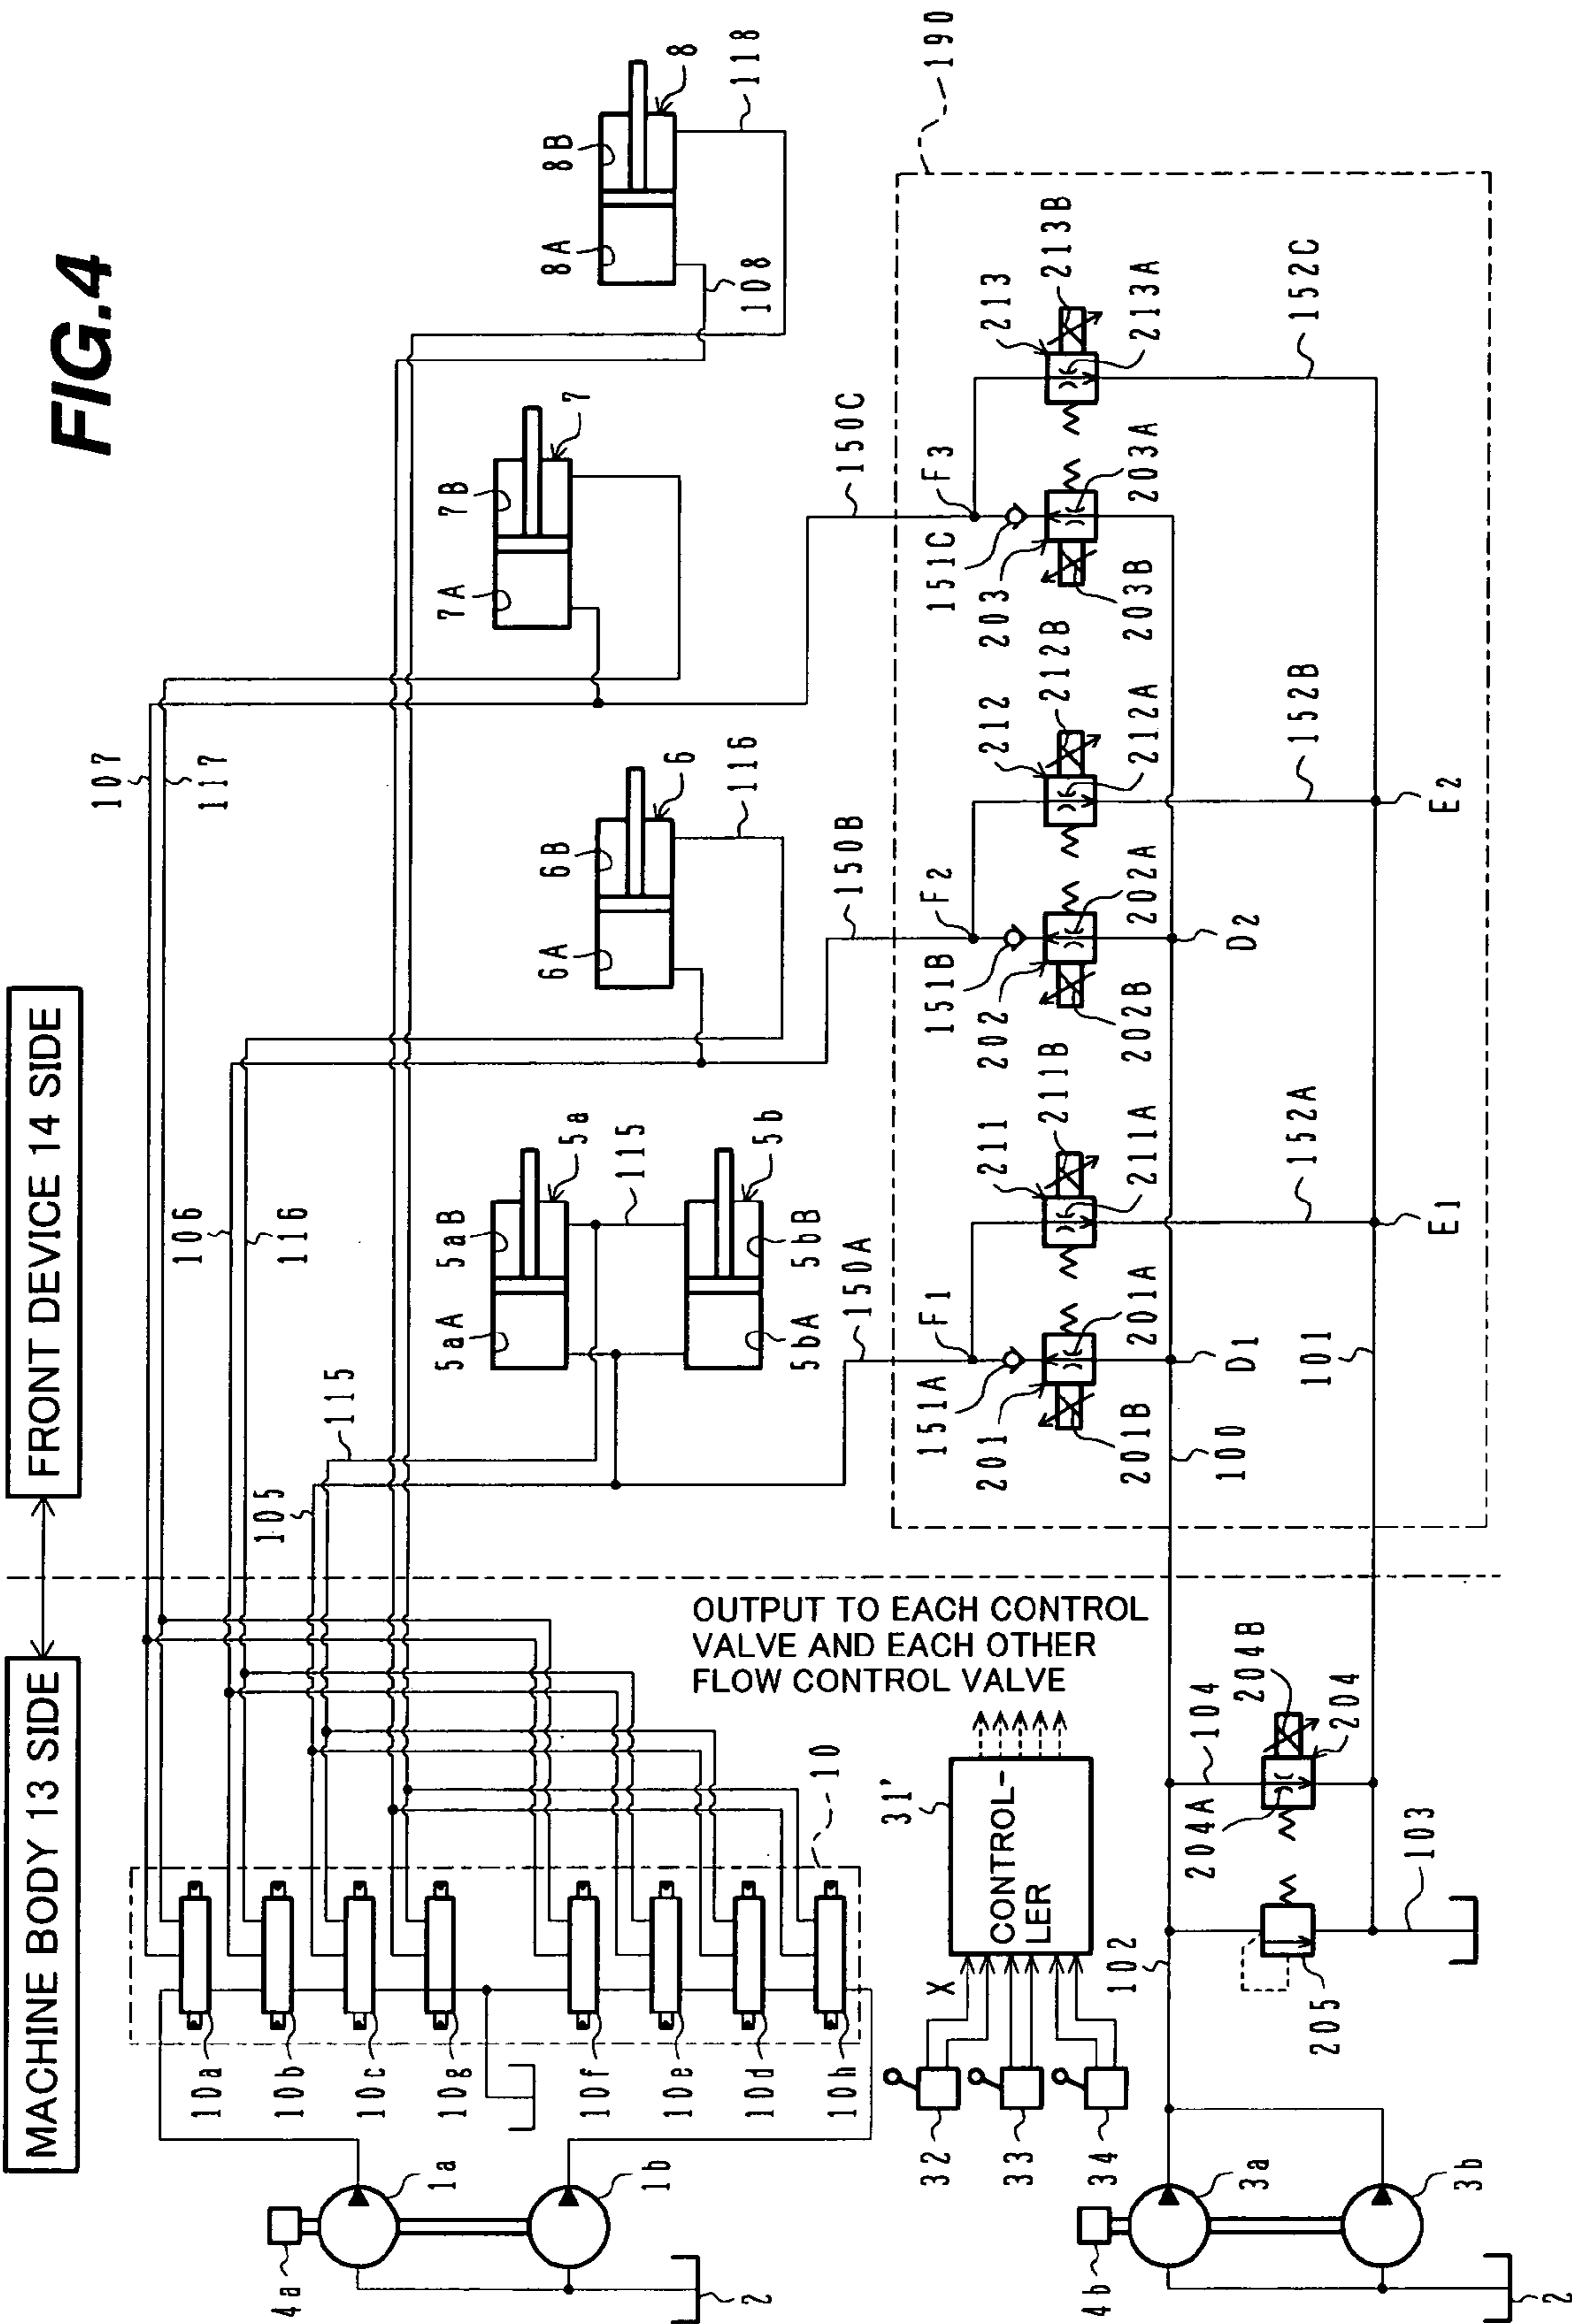 FIG.4
MACHINE BODY 13 SIDE
FRONT DEVICE 14 SIDE
107
117
106
116
105
115
7A
7B
7
8A
8B
8
108
118
6A
6B
6
116
5aA
5aB
5a
115
5bA
5bB
5b
10a
10b
10c
10g
10f
10e
10d
10h
10
4a
1a
1b
2
OUTPUT TO EACH CONTROL
VALVE AND EACH OTHER
FLOW CONTROL VALVE
31'
CONTROL-
LER
X
32
33
34
150A
150B
150C
190
F1
F2
F3
151A
151B
151C
201
201A
201B
211
211A
211B
202
202A
202B
212
212A
212B
203
203A
203B
213
213A
213B
152A
152B
152C
D1
D2
E1
E2
100
101
102
103
104
204A
204B
204
205
4b
3a
3b
2